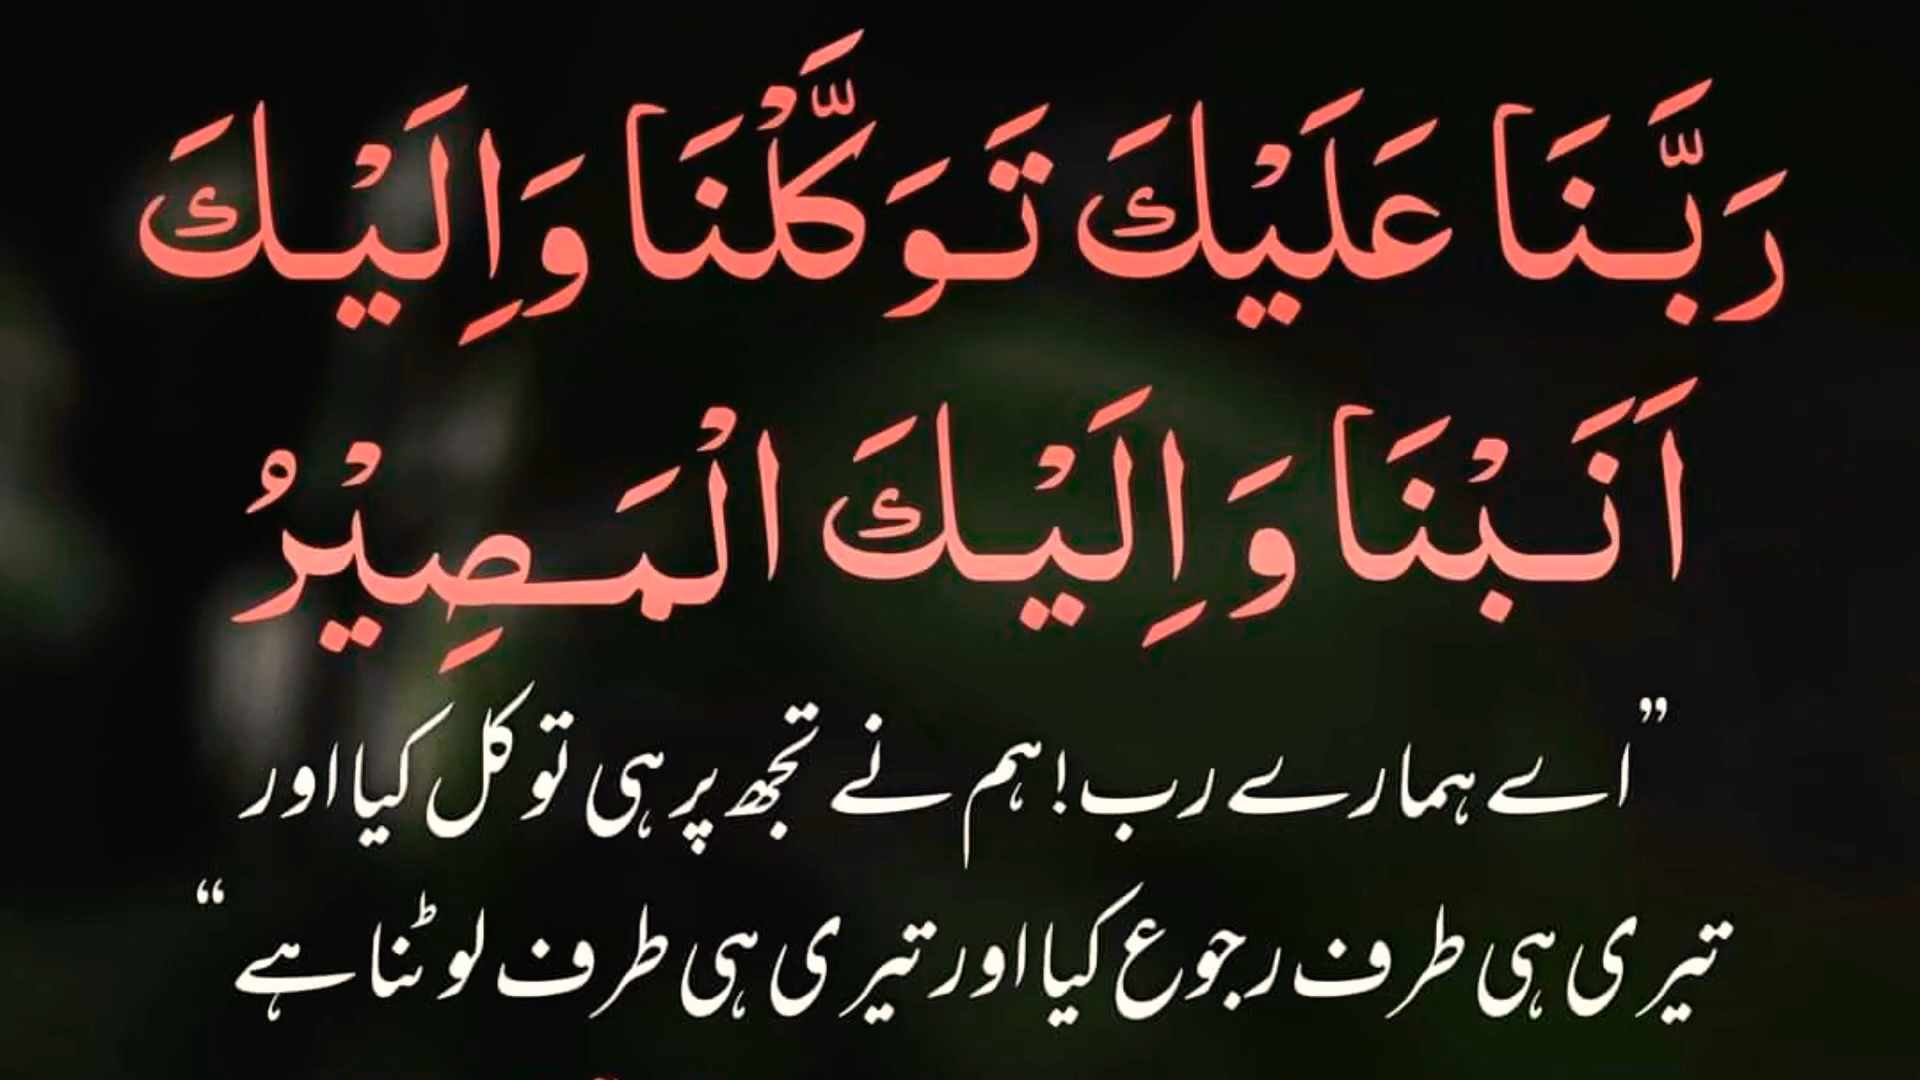 رَبَّنَا عَلَيْكَ تَوَكَّلْنَا وَاِلَيْكَ
اَنَبْنَا وَاِلَيْكَ الْمَصِيْرُ
”اے ہمارے رب! ہم نے تجھ پر ہی توکل کیا اور
تیری ہی طرف رجوع کیا اور تیری ہی طرف لوٹنا ہے“